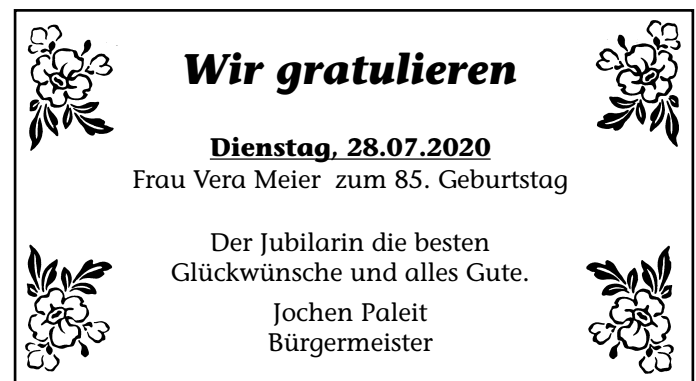 Wir gratulieren
Dienstag, 28.07.2020
Frau Vera Meier zum 85. Geburtstag
Der Jubilarin die besten
Glückwünsche und alles Gute.
Jochen Paleit
Bürgermeister